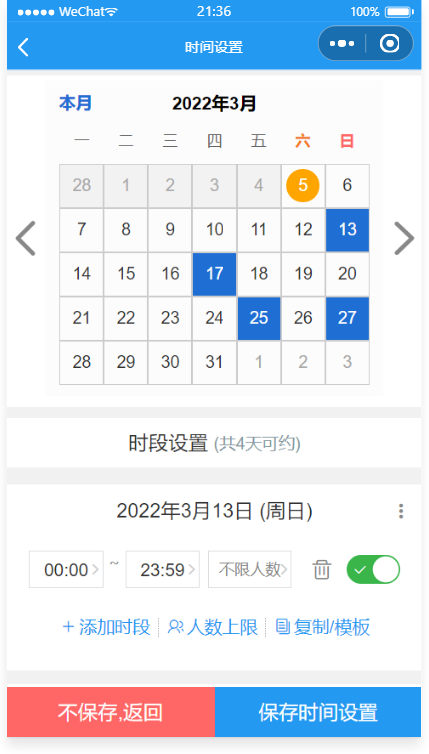 WeChat 21:36 100%
时间设置
本月 2022年3月
一 二 三 四 五 六 日
28 1 2 3 4 5 6
7 8 9 10 11 12 13
14 15 16 17 18 19 20
21 22 23 24 25 26 27
28 29 30 31 1 2 3
时段设置 (共4天可约)
2022年3月13日 (周日)
00:00 ~ 23:59 不限人数
+ 添加时段 人数上限 复制/模板
不保存,返回 保存时间设置